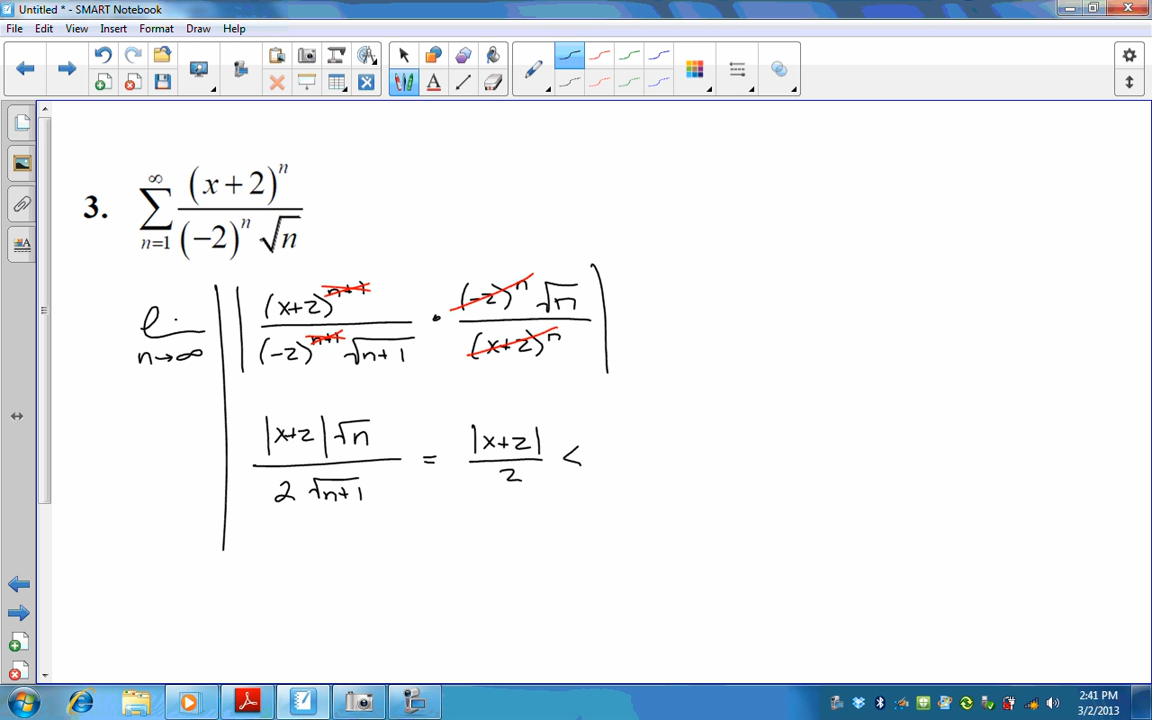 Untitled * - SMART Notebook
File Edit View Insert Format Draw Help
3. ∑ n=1 ∞ (x+2)^n / (−2)^n √n
lim n→∞ | (x+2)^n+1 / (-2)^n+1 √n+1 · (-2)^n √n / (x+2)^n |
|x+2| √n / 2 √n+1 = |x+2| / 2 <
2:41 PM
3/2/2013